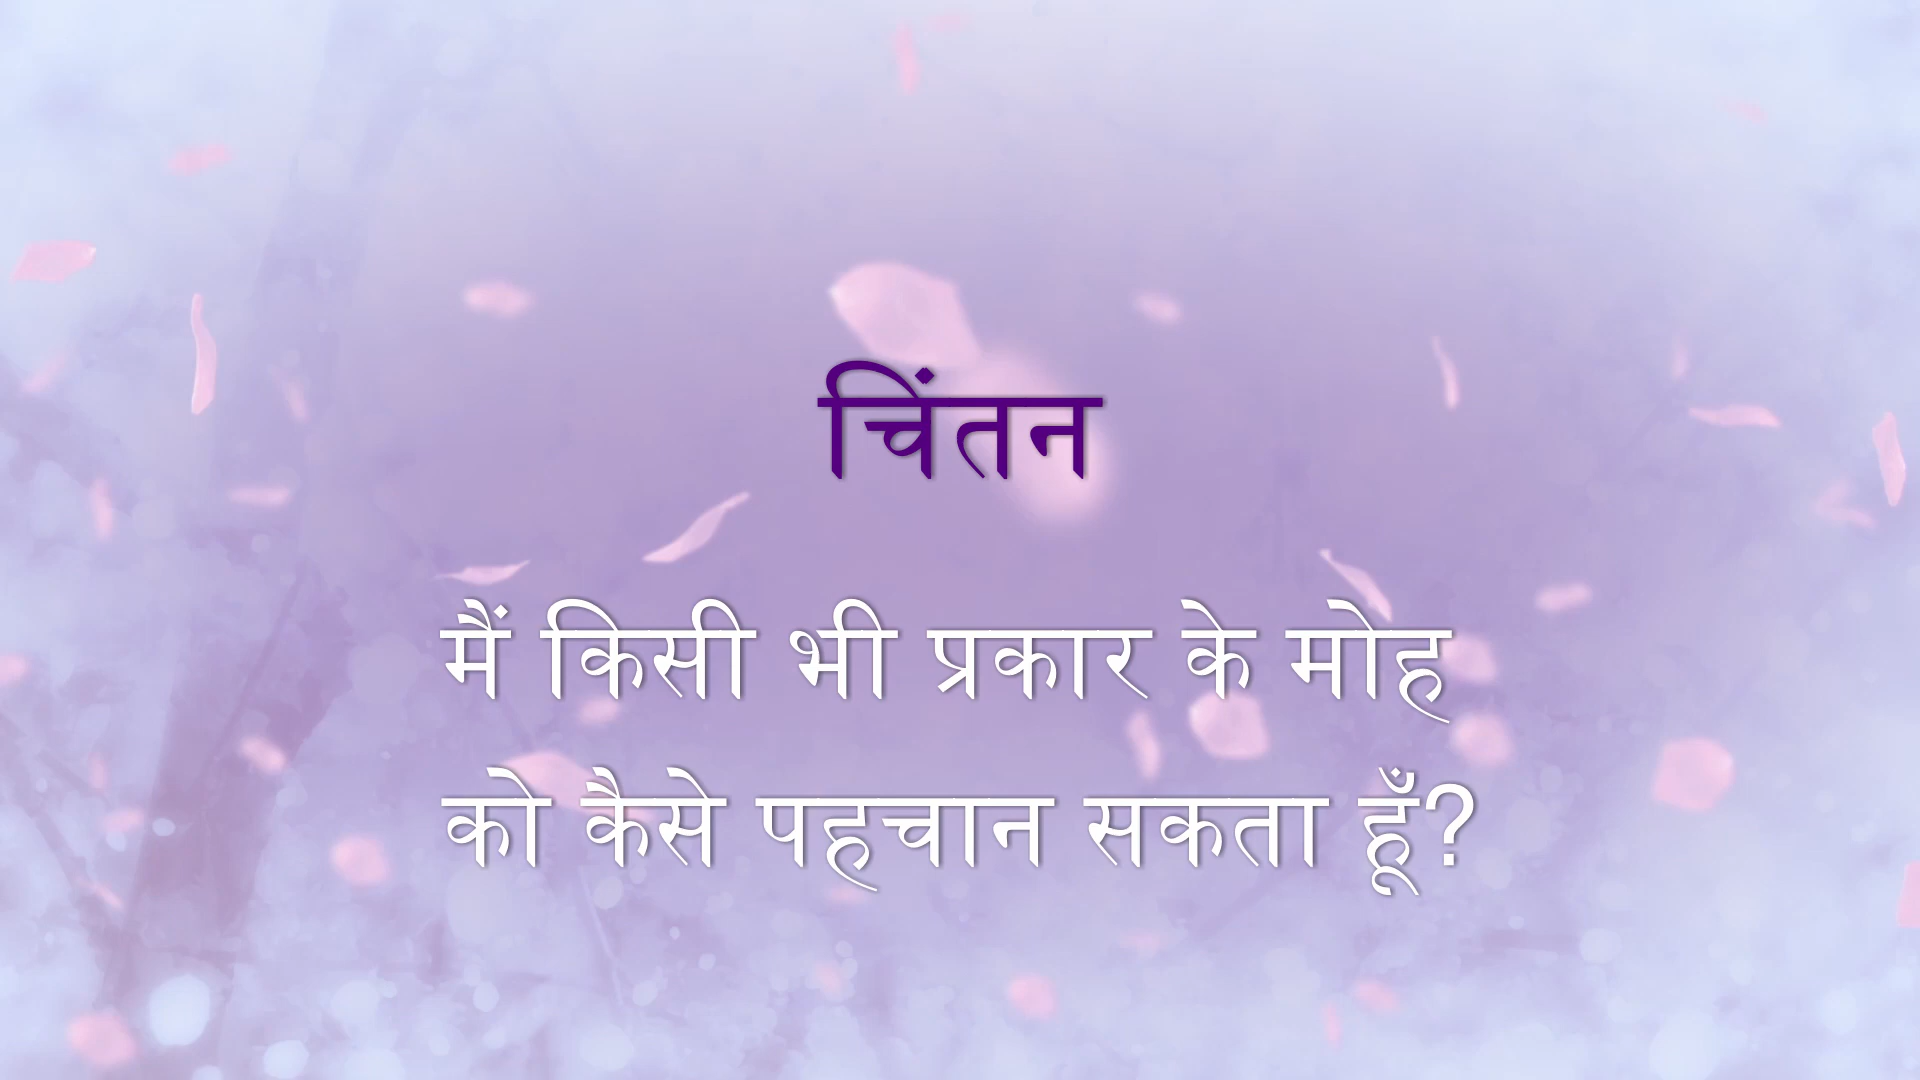 चिंतन
मैं किसी भी प्रकार के मोह
को कैसे पहचान सकता हूँ?